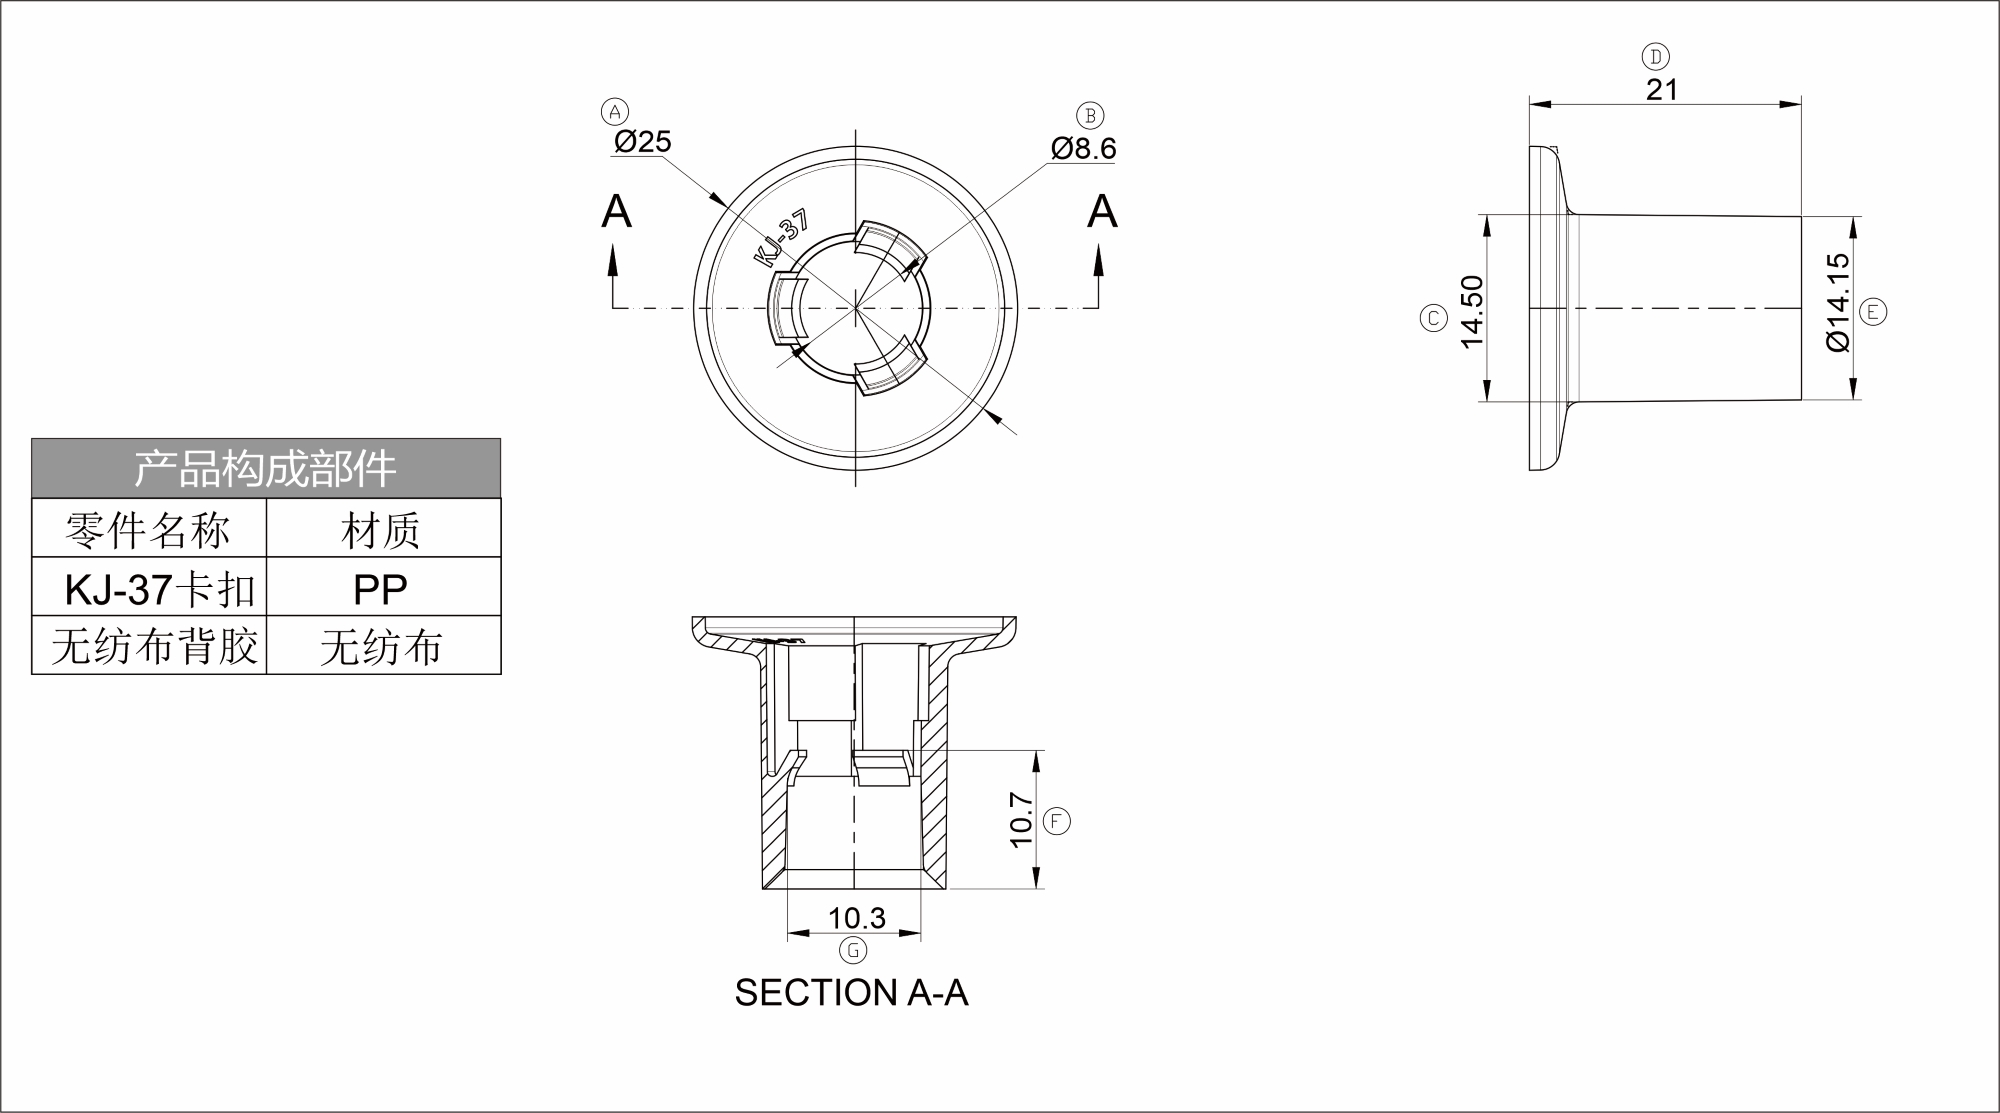 D
21
A
Ø25
B
Ø8.6
A
A
KJ-37
C
14.50
Ø14.15
E
产品构成部件
零件名称 材质
KJ-37卡扣 PP
无纺布背胶 无纺布
10.7
F
10.3
G
SECTION A-A